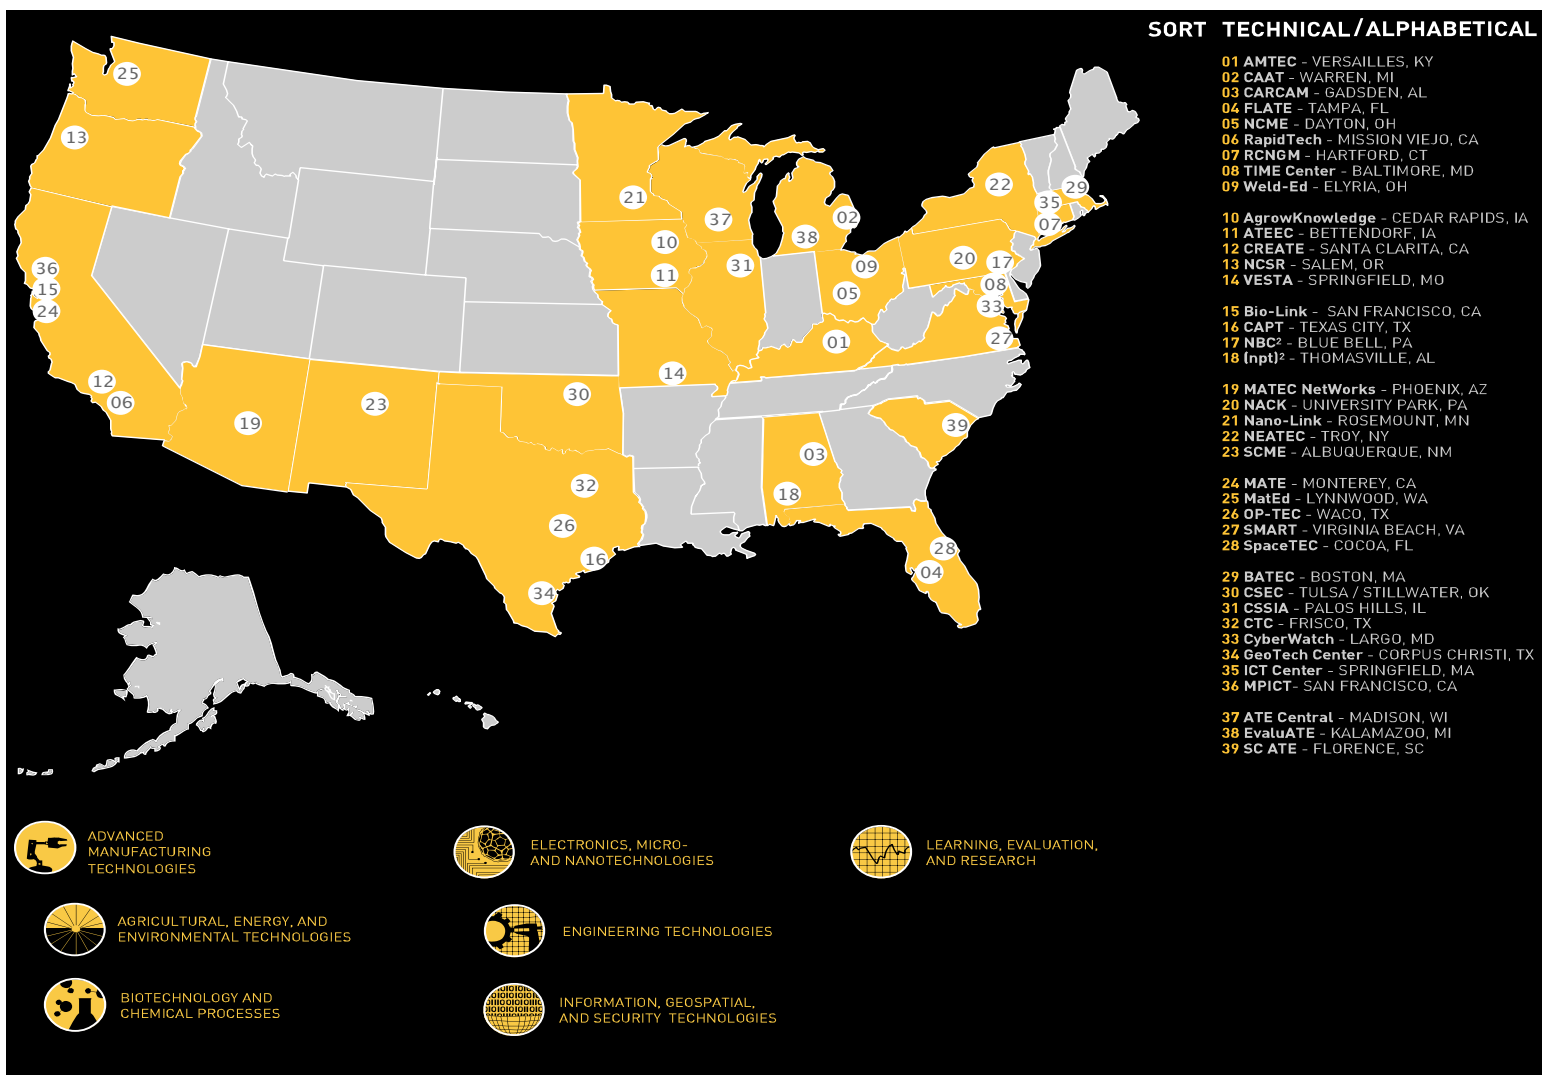 SORT TECHNICAL/ALPHABETICAL
01 AMTEC - VERSAILLES, KY
02 CAAT - WARREN, MI
03 CARCAM - GADSDEN, AL
04 FLATE - TAMPA, FL
05 NCME - DAYTON, OH
06 RapidTech - MISSION VIEJO, CA
07 RCNGM - HARTFORD, CT
08 TIME Center - BALTIMORE, MD
09 Weld-Ed - ELYRIA, OH
10 AgrowKnowledge - CEDAR RAPIDS, IA
11 ATEEC - BETTENDORF, IA
12 CREATE - SANTA CLARITA, CA
13 NCSR - SALEM, OR
14 VESTA - SPRINGFIELD, MO
15 Bio-Link - SAN FRANCISCO, CA
16 CAPT - TEXAS CITY, TX
17 NBC² - BLUE BELL, PA
18 (npt)² - THOMASVILLE, AL
19 MATEC NetWorks - PHOENIX, AZ
20 NACK - UNIVERSITY PARK, PA
21 Nano-Link - ROSEMOUNT, MN
22 NEATEC - TROY, NY
23 SCME - ALBUQUERQUE, NM
24 MATE - MONTEREY, CA
25 MatEd - LYNNWOOD, WA
26 OP-TEC - WACO, TX
27 SMART - VIRGINIA BEACH, VA
28 SpaceTEC - COCOA, FL
29 BATEC - BOSTON, MA
30 CSEC - TULSA / STILLWATER, OK
31 CSSIA - PALOS HILLS, IL
32 CTC - FRISCO, TX
33 CyberWatch - LARGO, MD
34 GeoTech Center - CORPUS CHRISTI, TX
35 ICT Center - SPRINGFIELD, MA
36 MPICT- SAN FRANCISCO, CA
37 ATE Central - MADISON, WI
38 EvaluATE - KALAMAZOO, MI
39 SC ATE - FLORENCE, SC
25
13
22
29
21
35
02
37
07
38
10
20
17
31
09
36
11
08
15
05
33
24
27
01
14
12
30
06
23
19
39
03
32
18
26
28
16
04
34
ADVANCED
MANUFACTURING
TECHNOLOGIES
ELECTRONICS, MICRO-
AND NANOTECHNOLOGIES
LEARNING, EVALUATION,
AND RESEARCH
AGRICULTURAL, ENERGY, AND
ENVIRONMENTAL TECHNOLOGIES
ENGINEERING TECHNOLOGIES
BIOTECHNOLOGY AND
CHEMICAL PROCESSES
INFORMATION, GEOSPATIAL,
AND SECURITY TECHNOLOGIES